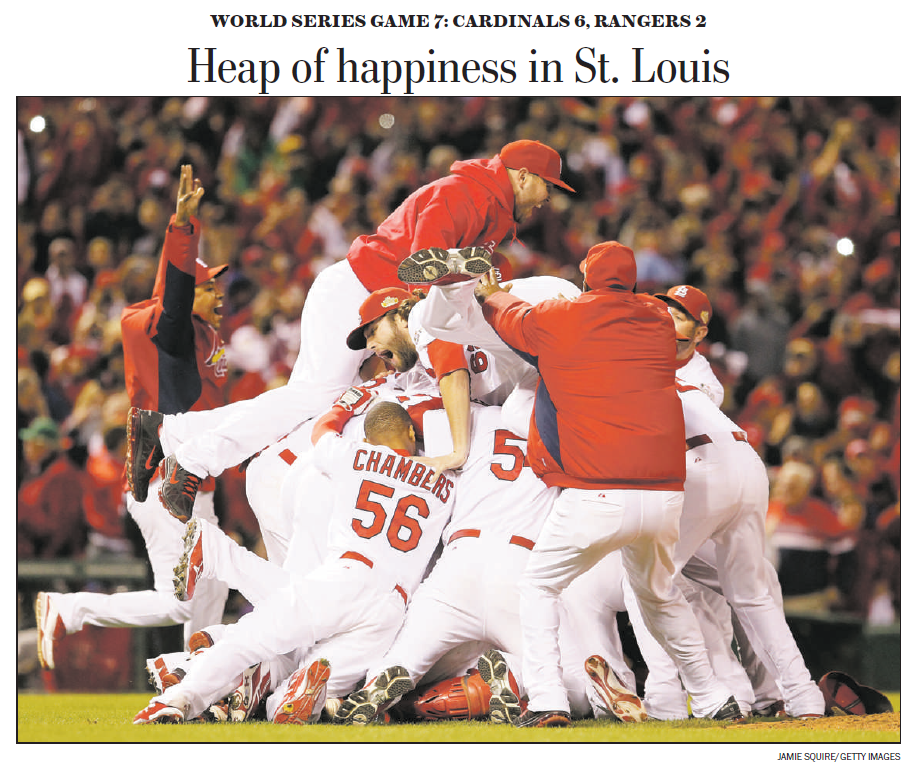 WORLD SERIES GAME 7: CARDINALS 6, RANGERS 2
Heap of happiness in St. Louis
CHAMBERS
56
5
JAMIE SQUIRE/GETTY IMAGES